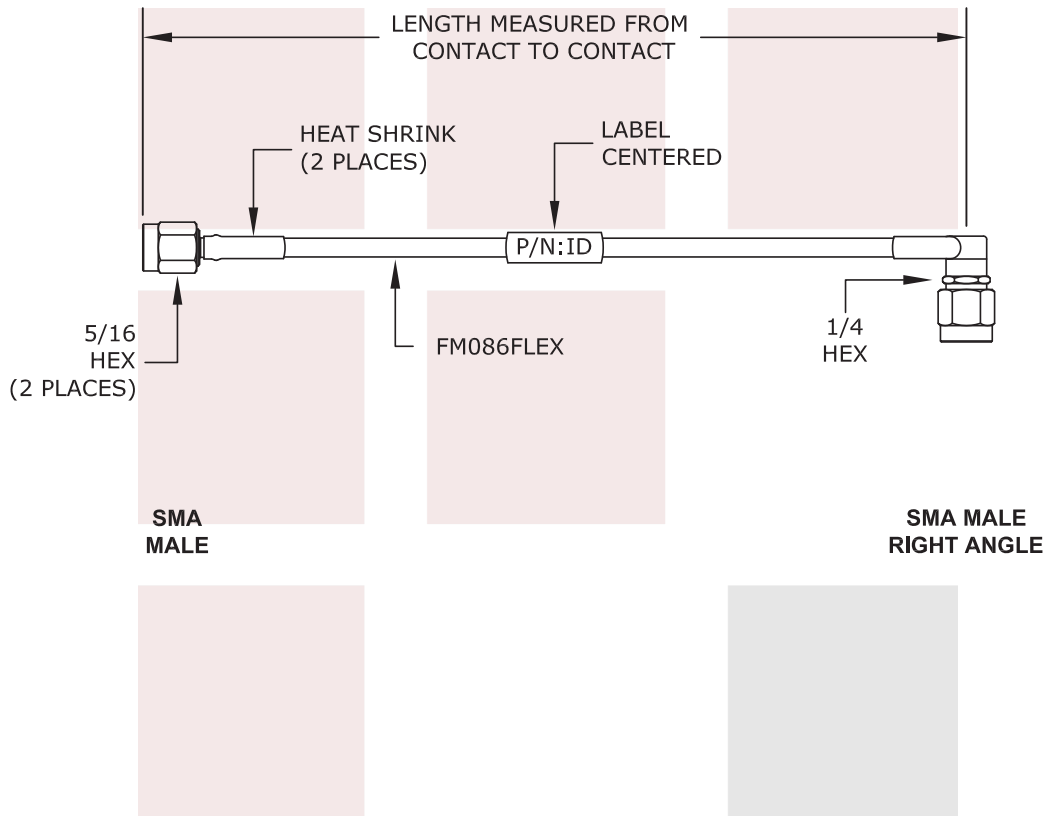 LENGTH MEASURED FROM
CONTACT TO CONTACT
HEAT SHRINK
(2 PLACES)
LABEL
CENTERED
P/N:ID
5/16
HEX
(2 PLACES)
FM086FLEX
1/4
HEX
SMA
MALE
SMA MALE
RIGHT ANGLE